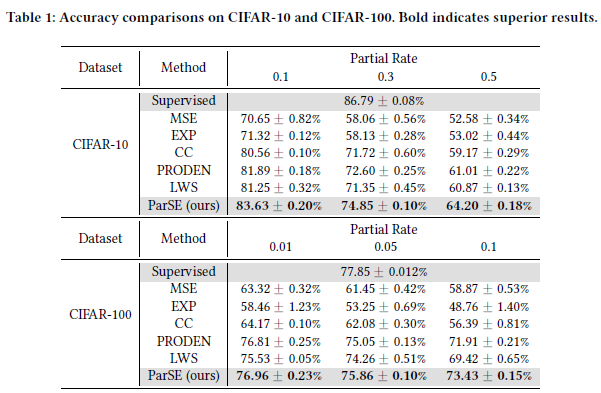 Table 1: Accuracy comparisons on CIFAR-10 and CIFAR-100. Bold indicates superior results.
Dataset Method Partial Rate
0.1 0.3 0.5
CIFAR-10
Supervised 86.79 ± 0.08%
MSE 70.65 ± 0.82% 58.06 ± 0.56% 52.58 ± 0.34%
EXP 71.32 ± 0.12% 58.13 ± 0.28% 53.02 ± 0.44%
CC 80.56 ± 0.10% 71.72 ± 0.60% 59.17 ± 0.29%
PRODEN 81.89 ± 0.18% 72.60 ± 0.25% 61.01 ± 0.22%
LWS 81.25 ± 0.32% 71.35 ± 0.45% 60.87 ± 0.13%
ParSE (ours) 83.63 ± 0.20% 74.85 ± 0.10% 64.20 ± 0.18%
Dataset Method Partial Rate
0.01 0.05 0.1
CIFAR-100
Supervised 77.85 ± 0.012%
MSE 63.32 ± 0.32% 61.45 ± 0.42% 58.87 ± 0.53%
EXP 58.46 ± 1.23% 53.25 ± 0.69% 48.76 ± 1.40%
CC 64.17 ± 0.10% 62.08 ± 0.30% 56.39 ± 0.81%
PRODEN 76.81 ± 0.25% 75.05 ± 0.13% 71.91 ± 0.21%
LWS 75.53 ± 0.05% 74.26 ± 0.51% 69.42 ± 0.65%
ParSE (ours) 76.96 ± 0.23% 75.86 ± 0.10% 73.43 ± 0.15%